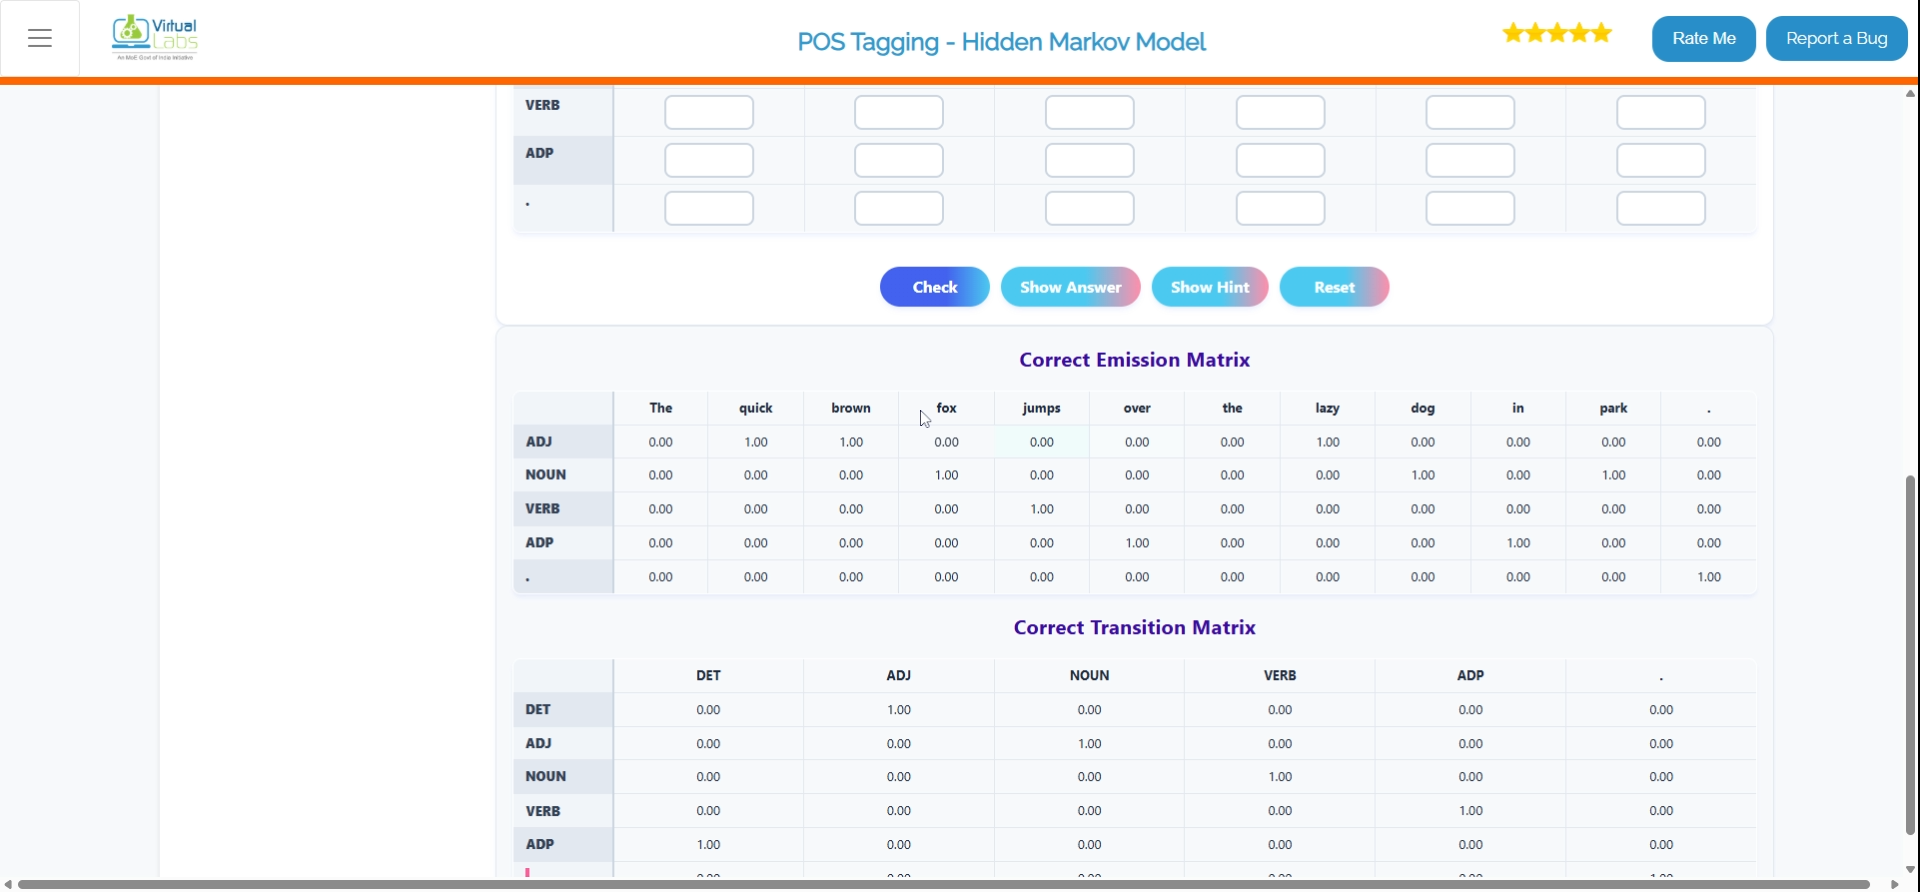 Virtual
Labs
An MoE Govt of India Initiative
POS Tagging - Hidden Markov Model
Rate Me
Report a Bug
VERB
ADP
.
Check
Show Answer
Show Hint
Reset
Correct Emission Matrix
The quick brown fox jumps over the lazy dog in park .
ADJ 0.00 1.00 1.00 0.00 0.00 0.00 0.00 1.00 0.00 0.00 0.00 0.00
NOUN 0.00 0.00 0.00 1.00 0.00 0.00 0.00 0.00 1.00 0.00 1.00 0.00
VERB 0.00 0.00 0.00 0.00 1.00 0.00 0.00 0.00 0.00 0.00 0.00 0.00
ADP 0.00 0.00 0.00 0.00 0.00 1.00 0.00 0.00 0.00 1.00 0.00 0.00
. 0.00 0.00 0.00 0.00 0.00 0.00 0.00 0.00 0.00 0.00 0.00 1.00
Correct Transition Matrix
DET ADJ NOUN VERB ADP .
DET 0.00 1.00 0.00 0.00 0.00 0.00
ADJ 0.00 0.00 1.00 0.00 0.00 0.00
NOUN 0.00 0.00 0.00 1.00 0.00 0.00
VERB 0.00 0.00 0.00 0.00 1.00 0.00
ADP 1.00 0.00 0.00 0.00 0.00 0.00